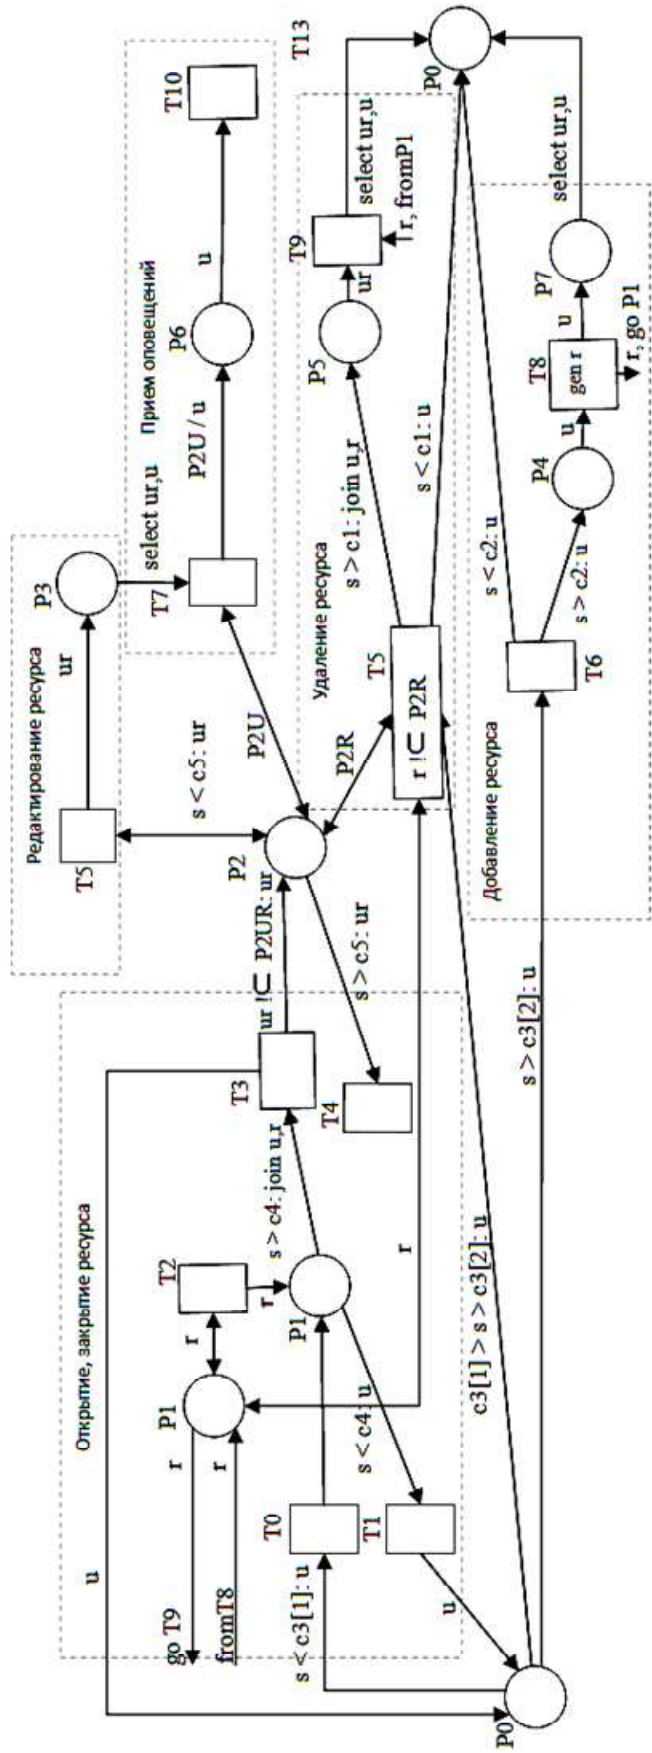 Редактирование ресурса
T5
ur
P3
s < c5: ur
select ur,u
Прием оповещений
T7
P2U
P2U / u
P6
u
T10
T13
Открытие, закрытие ресурса
u
go T9
fromT8
r
r
P1
r
T2
r
s < c3[1]: u
T0
T1
u
s < c4: u
P1
s > c4: join u,r
T3
ur !⊂ P2UR: ur
P2
T4
s > c5: ur
r
P0
Удаление ресурса
P2R
T5
r !⊂ P2R
s > c1: join u,r
s < c1: u
P5
ur
T9
r, fromP1
select ur,u
P0
c3[1] > s > c3[2]: u
s > c3[2]: u
Добавление ресурса
T6
s < c2: u
s > c2: u
P4
u
T8
gen r
r, go P1
u
P7
select ur,u